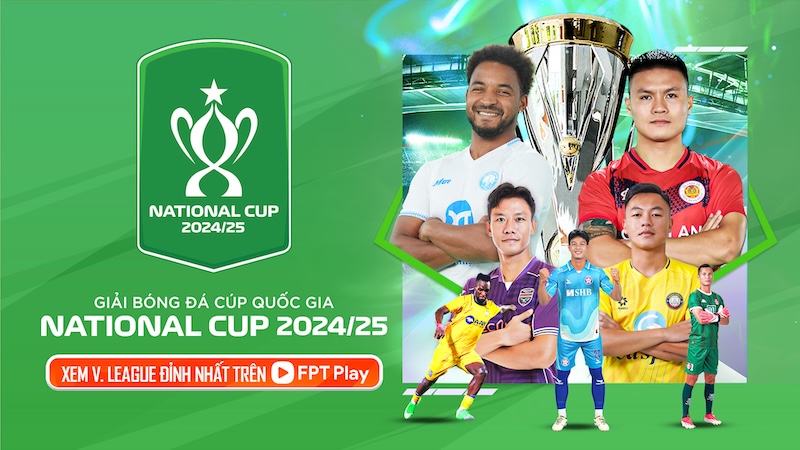 NATIONAL CUP
2024/25
GIẢI BÓNG ĐÁ CÚP QUỐC GIA
NATIONAL CUP 2024/25
XEM V. LEAGUE ĐỈNH NHẤT TRÊN FPT Play
SHB